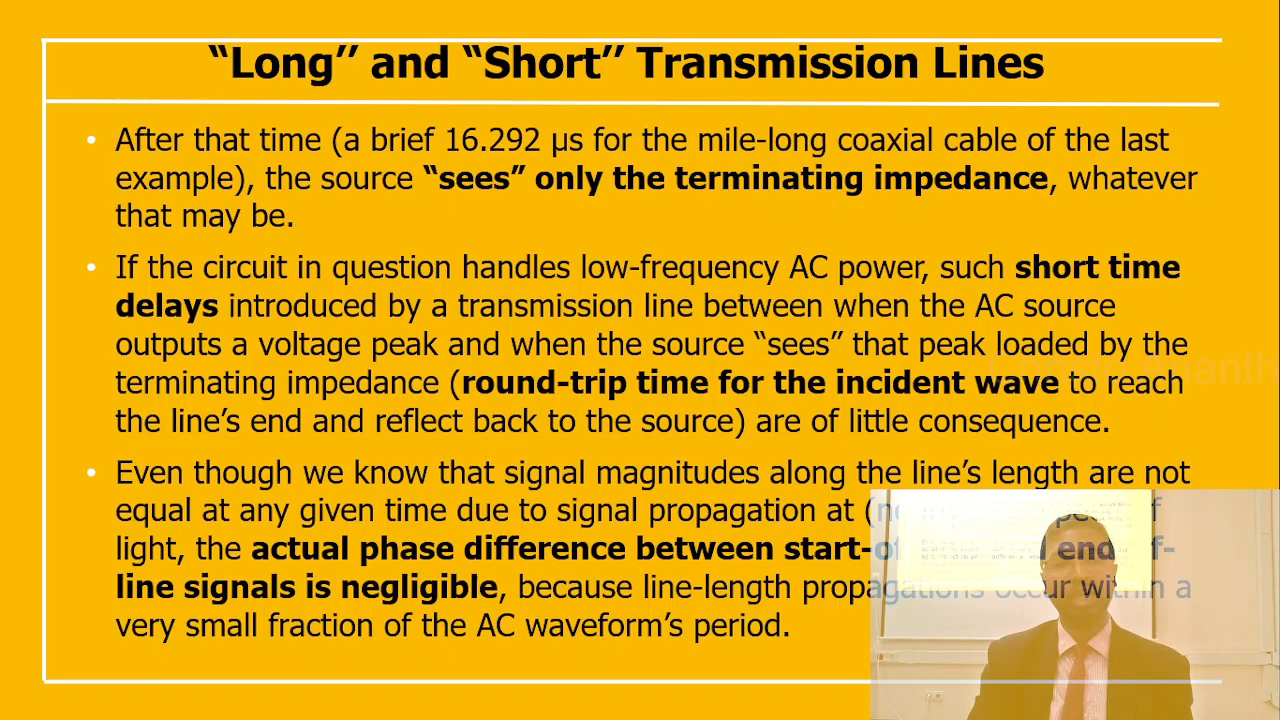 “Long” and “Short” Transmission Lines
• After that time (a brief 16.292 μs for the mile-long coaxial cable of the last
example), the source “sees” only the terminating impedance, whatever
that may be.
• If the circuit in question handles low-frequency AC power, such short time
delays introduced by a transmission line between when the AC source
outputs a voltage peak and when the source “sees” that peak loaded by the
terminating impedance (round-trip time for the incident wave to reach
the line’s end and reflect back to the source) are of little consequence.
• Even though we know that signal magnitudes along the line’s length are not
equal at any given time due to signal propagation at
light, the actual phase difference between start-of- end-of-
line signals is negligible, because line-length propagations occur within a
very small fraction of the AC waveform’s period.